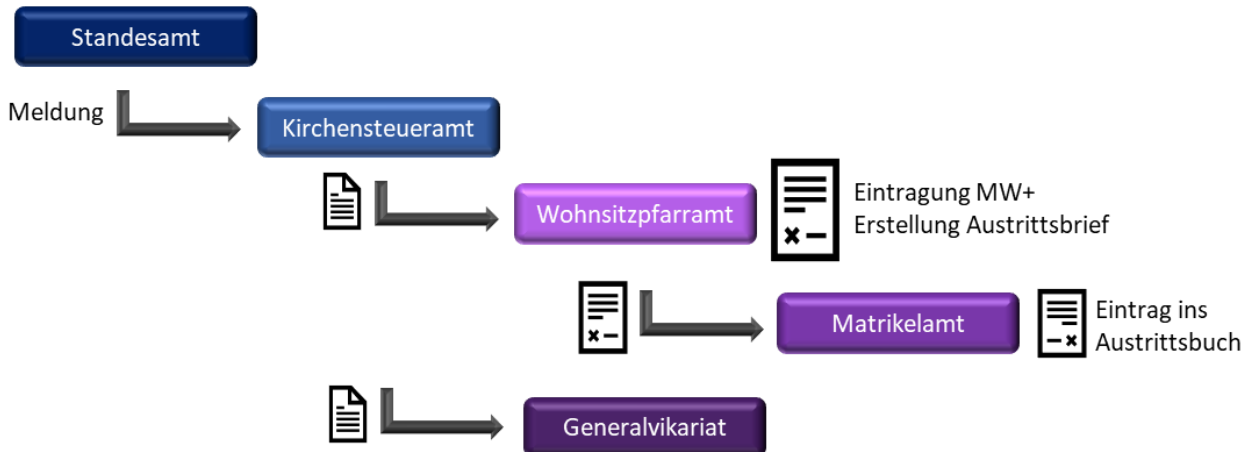 Standesamt
Meldung
Kirchensteueramt
Wohnsitzpfarramt
Eintragung MW+
Erstellung Austrittsbrief
Matrikelamt
Eintrag ins
Austrittsbuch
Generalvikariat